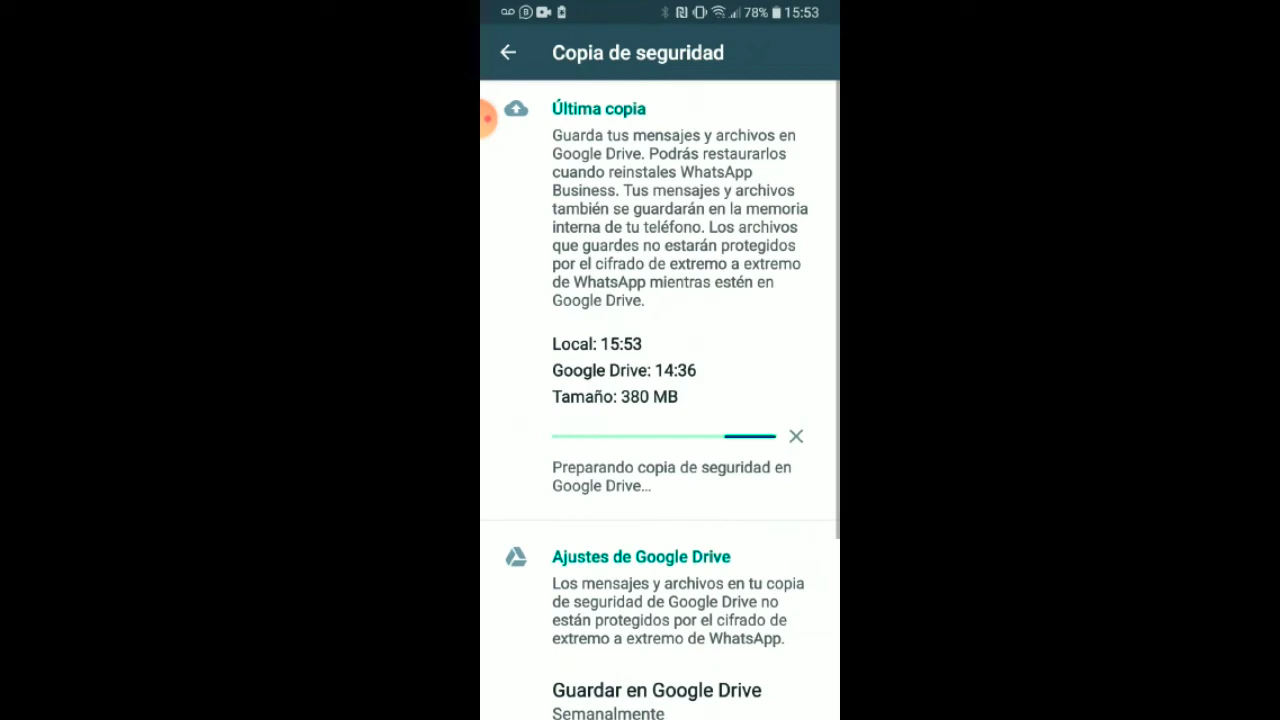 78% 15:53
Copia de seguridad
Última copia
Guarda tus mensajes y archivos en
Google Drive. Podrás restaurarlos
cuando reinstales WhatsApp
Business. Tus mensajes y archivos
también se guardarán en la memoria
interna de tu teléfono. Los archivos
que guardes no estarán protegidos
por el cifrado de extremo a extremo
de WhatsApp mientras estén en
Google Drive.
Local: 15:53
Google Drive: 14:36
Tamaño: 380 MB
Preparando copia de seguridad en
Google Drive...
Ajustes de Google Drive
Los mensajes y archivos en tu copia
de seguridad de Google Drive no
están protegidos por el cifrado de
extremo a extremo de WhatsApp.
Guardar en Google Drive
Semanalmente